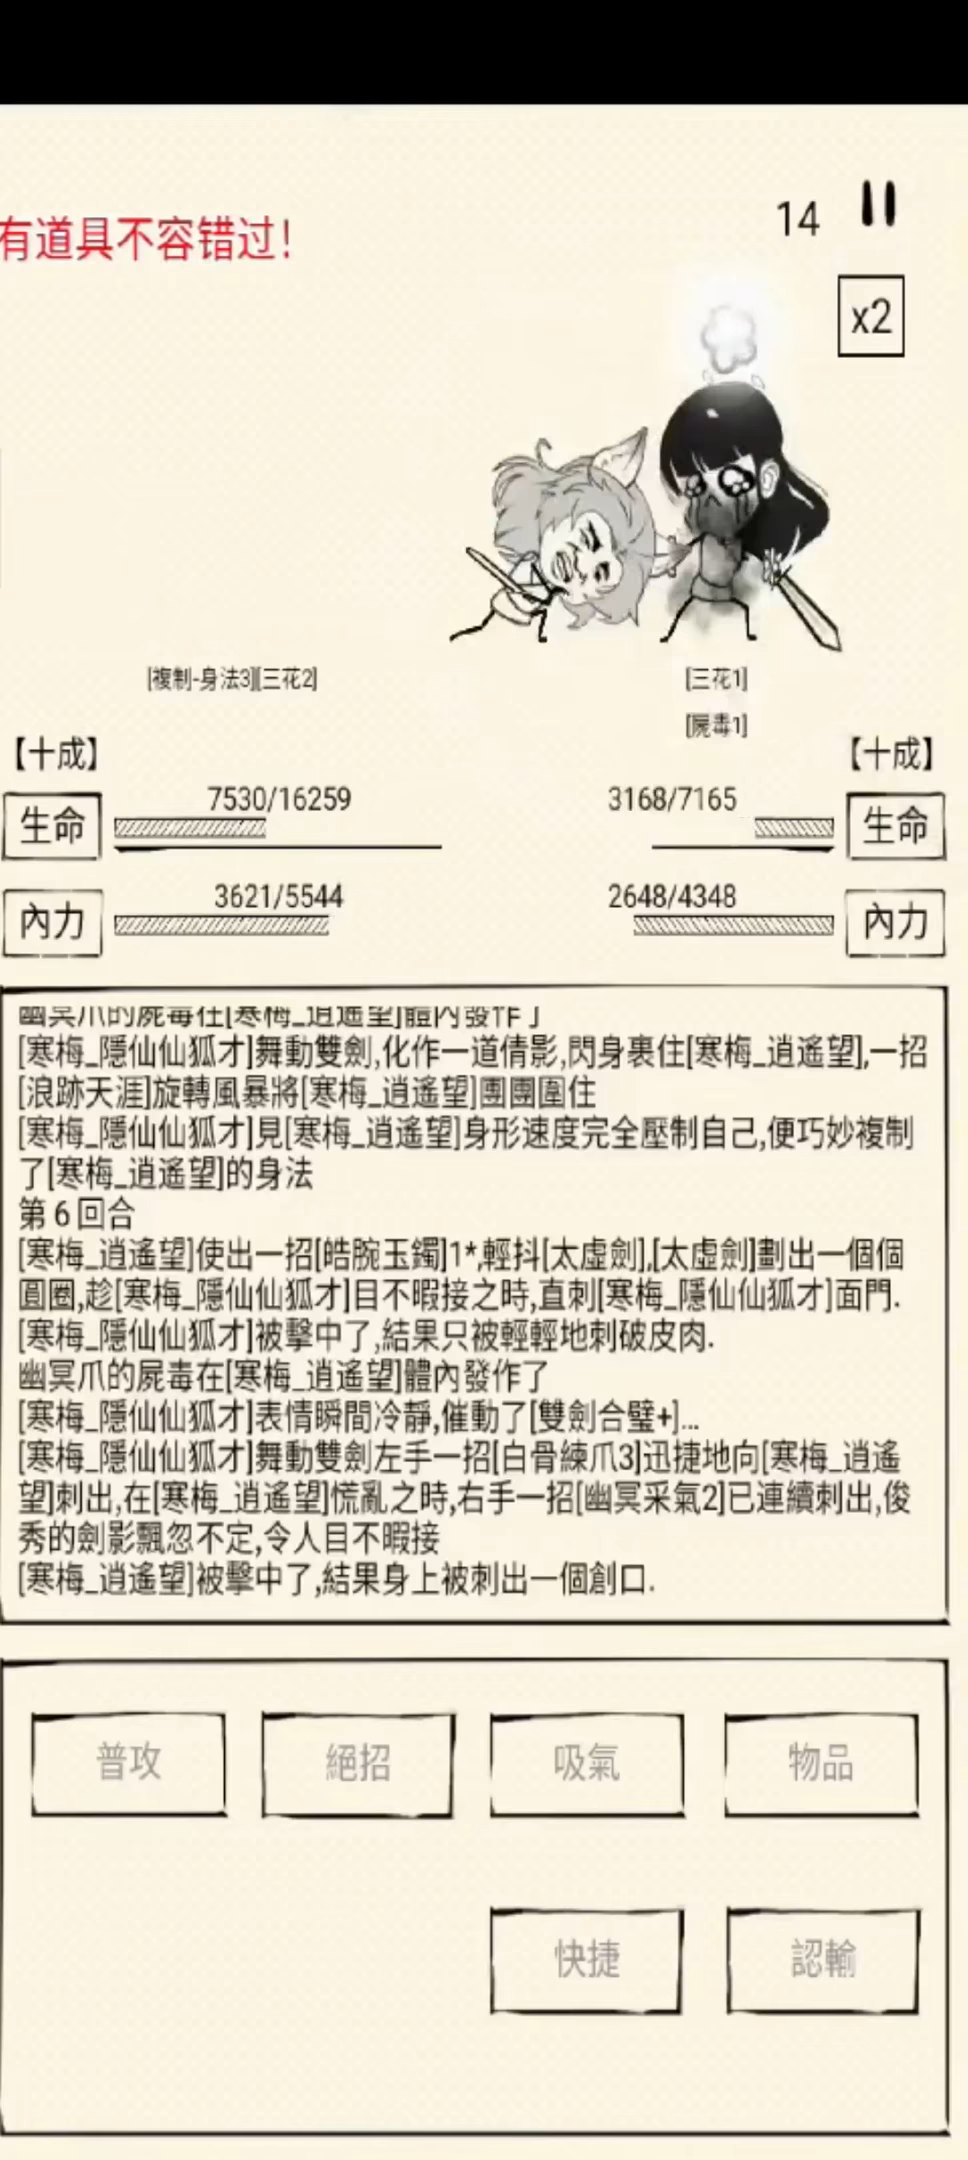 有道具不容错过!
14
x2
[複制-身法3][三花2]
[三花1]
[屍毒1]
【十成】
【十成】
7530/16259
3168/7165
生命
生命
3621/5544
2648/4348
內力
內力
幽冥爪的屍毒在[寒梅_逍遙望]體內發作了
[寒梅_隱仙仙狐才]舞動雙劍,化作一道倩影,閃身裹住[寒梅_逍遙望],一招
[浪跡天涯]旋轉風暴將[寒梅_逍遙望]團團圍住
[寒梅_隱仙仙狐才]見[寒梅_逍遙望]身形速度完全壓制自己,便巧妙複制
了[寒梅_逍遙望]的身法
第 6 回合
[寒梅_逍遙望]使出一招[皓腕玉鐲]1*,輕抖[太虛劍],[太虛劍]劃出一個個
圓圈,趁[寒梅_隱仙仙狐才]目不暇接之時,直刺[寒梅_隱仙仙狐才]面門.
[寒梅_隱仙仙狐才]被擊中了,結果只被輕輕地刺破皮肉.
幽冥爪的屍毒在[寒梅_逍遙望]體內發作了
[寒梅_隱仙仙狐才]表情瞬間冷靜,催動了[雙劍合璧+]...
[寒梅_隱仙仙狐才]舞動雙劍左手一招[白骨練爪3]迅捷地向[寒梅_逍遙
望]刺出,在[寒梅_逍遙望]慌亂之時,右手一招[幽冥采氣2]已連續刺出,俊
秀的劍影飄忽不定,令人目不暇接
[寒梅_逍遙望]被擊中了,結果身上被刺出一個創口.
普攻
絕招
吸氣
物品
快捷
認輸